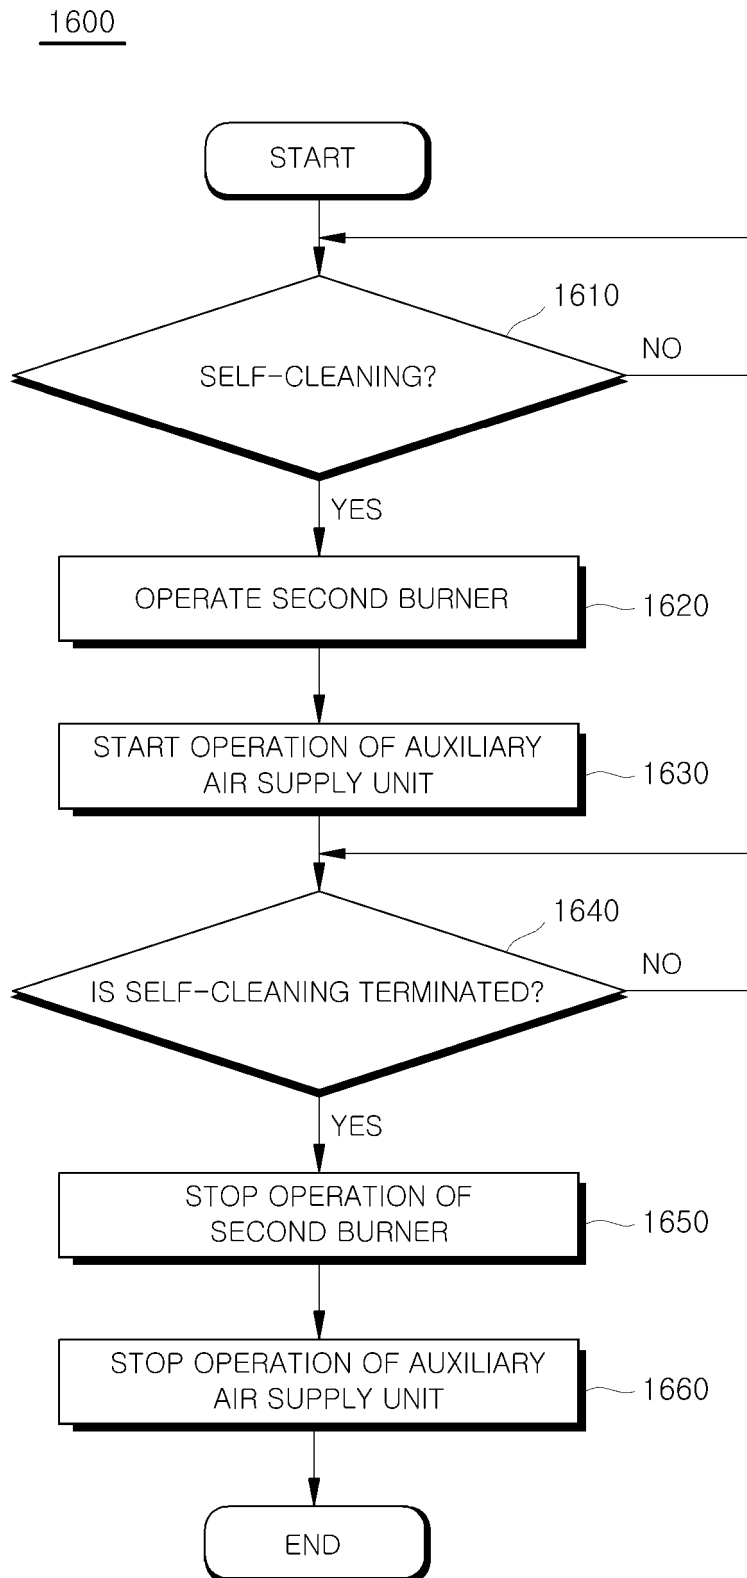 1600
START
1610
NO
SELF-CLEANING?
YES
OPERATE SECOND BURNER
1620
START OPERATION OF AUXILIARY
AIR SUPPLY UNIT
1630
1640
NO
IS SELF-CLEANING TERMINATED?
YES
STOP OPERATION OF
SECOND BURNER
1650
STOP OPERATION OF AUXILIARY
AIR SUPPLY UNIT
1660
END